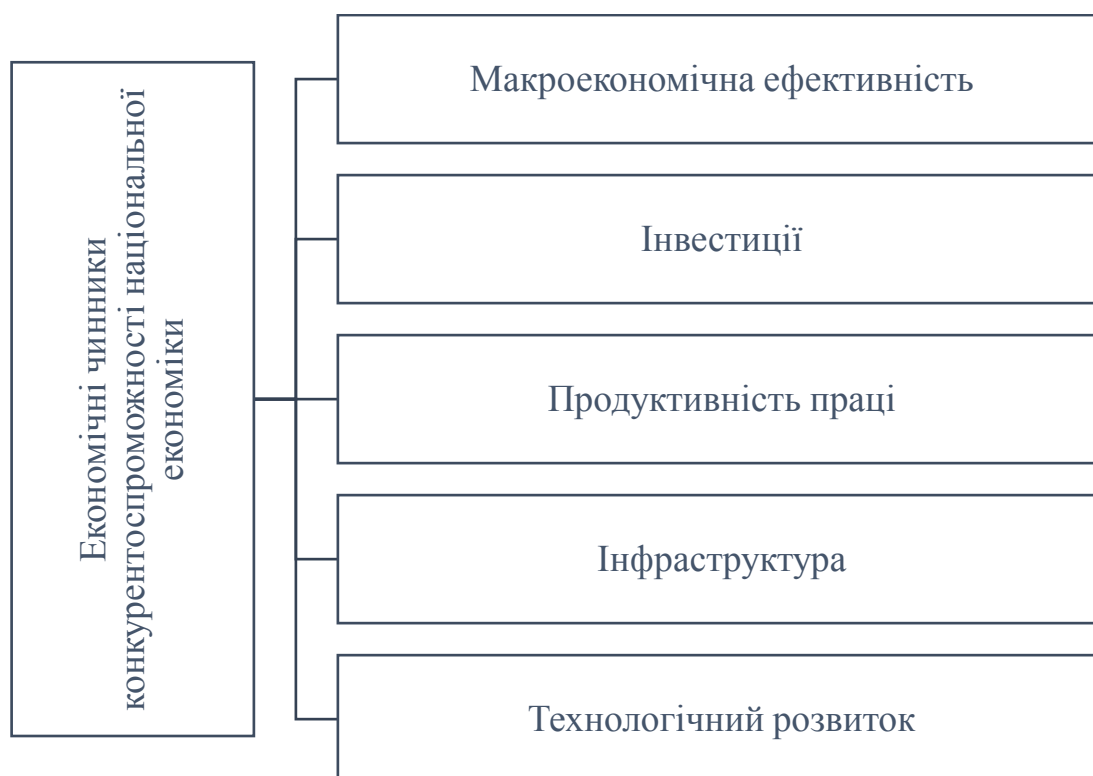 Економічні чинники
конкурентоспроможності національної
економіки
Макроекономічна ефективність
Інвестиції
Продуктивність праці
Інфраструктура
Технологічний розвиток